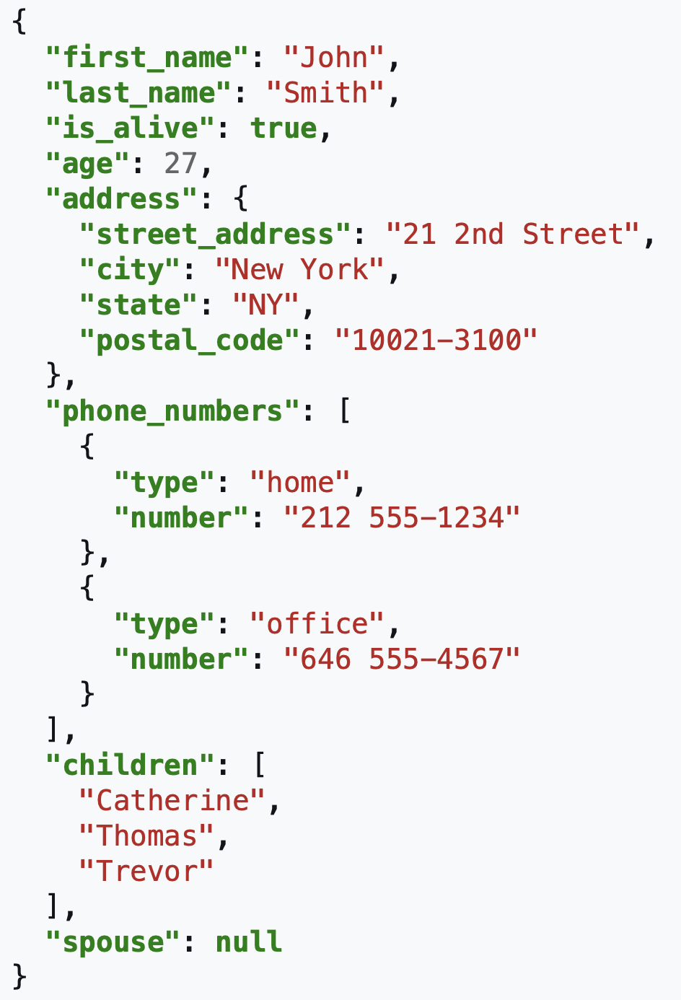 {
  "first_name": "John",
  "last_name": "Smith",
  "is_alive": true,
  "age": 27,
  "address": {
    "street_address": "21 2nd Street",
    "city": "New York",
    "state": "NY",
    "postal_code": "10021-3100"
  },
  "phone_numbers": [
    {
      "type": "home",
      "number": "212 555-1234"
    },
    {
      "type": "office",
      "number": "646 555-4567"
    }
  ],
  "children": [
    "Catherine",
    "Thomas",
    "Trevor"
  ],
  "spouse": null
}